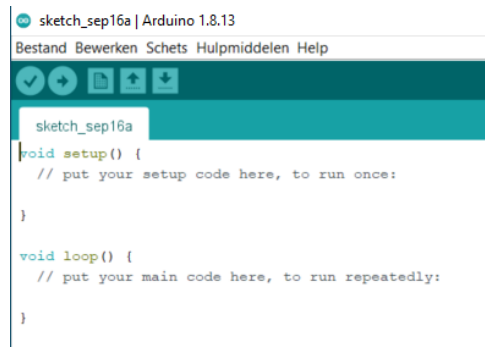 sketch_sep16a | Arduino 1.8.13
Bestand Bewerken Schets Hulpmiddelen Help
sketch_sep16a
void setup() {
  // put your setup code here, to run once:
}
void loop() {
  // put your main code here, to run repeatedly:
}